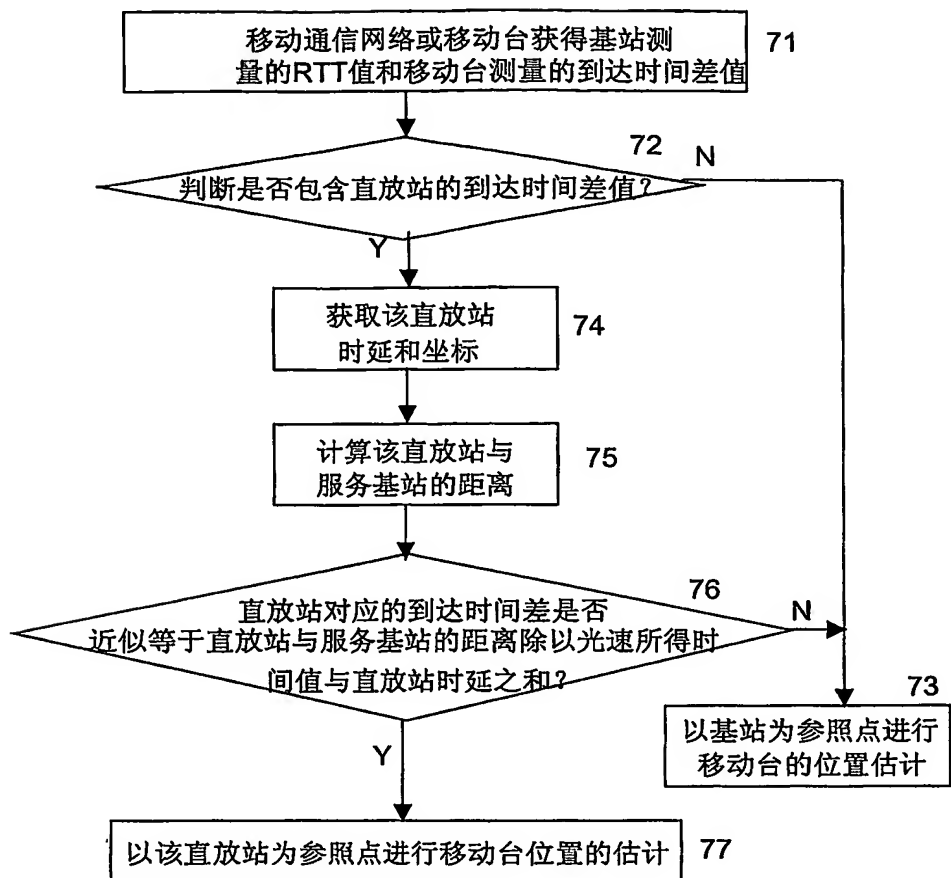 移动通信网络或移动台获得基站测
量的RTT值和移动台测量的到达时间差值
71
72
N
判断是否包含直放站的到达时间差值?
Y
获取该直放站
时延和坐标
74
计算该直放站与
服务基站的距离
75
76
直放站对应的到达时间差是否
近似等于直放站与服务基站的距离除以光速所得时
间值与直放站时延之和?
N
73
以基站为参照点进行
移动台的位置估计
Y
以该直放站为参照点进行移动台位置的估计
77